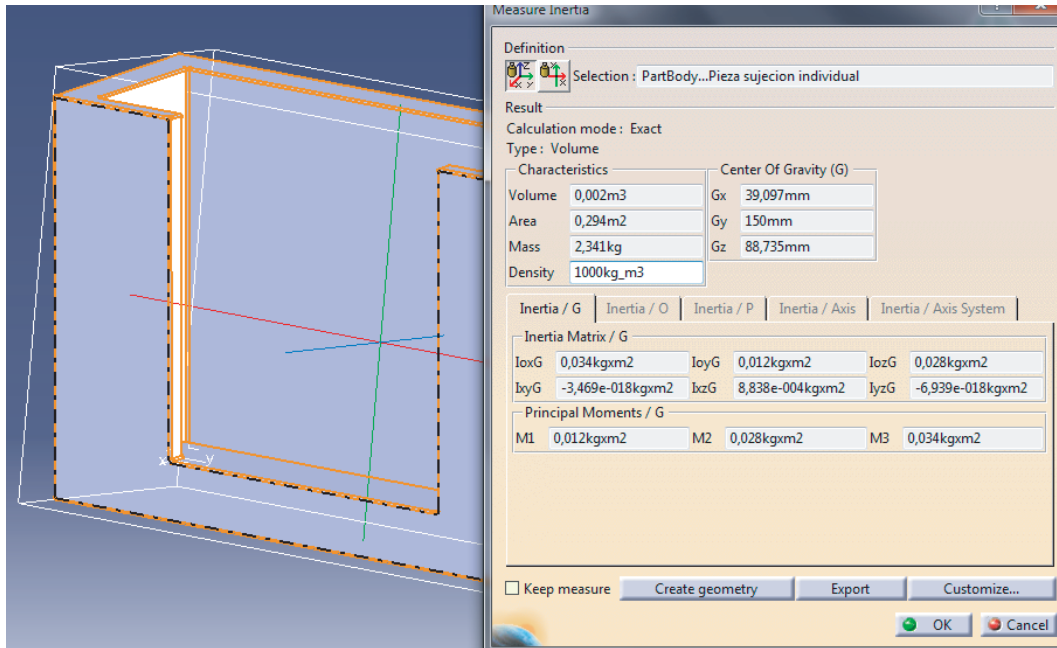 Measure Inertia
Definition
Selection : PartBody...Pieza sujecion individual
Result
Calculation mode : Exact
Type : Volume
Characteristics
Center Of Gravity (G)
Volume 0,002m3 Gx 39,097mm
Area 0,294m2 Gy 150mm
Mass 2,341kg Gz 88,735mm
Density 1000kg_m3
Inertia / G Inertia / O Inertia / P Inertia / Axis Inertia / Axis System
Inertia Matrix / G
IoxG 0,034kgxm2 IoyG 0,012kgxm2 IozG 0,028kgxm2
IxyG -3,469e-018kgxm2 IxzG 8,838e-004kgxm2 IyzG -6,939e-018kgxm2
Principal Moments / G
M1 0,012kgxm2 M2 0,028kgxm2 M3 0,034kgxm2
x y
Keep measure Create geometry Export Customize...
OK Cancel